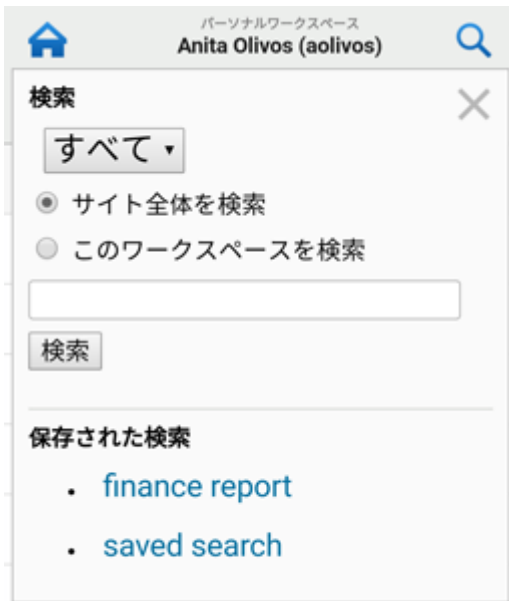 パーソナルワークスペース
Anita Olivos (aolivos)
検索
すべて
サイト全体を検索
このワークスペースを検索
検索
保存された検索
finance report
saved search